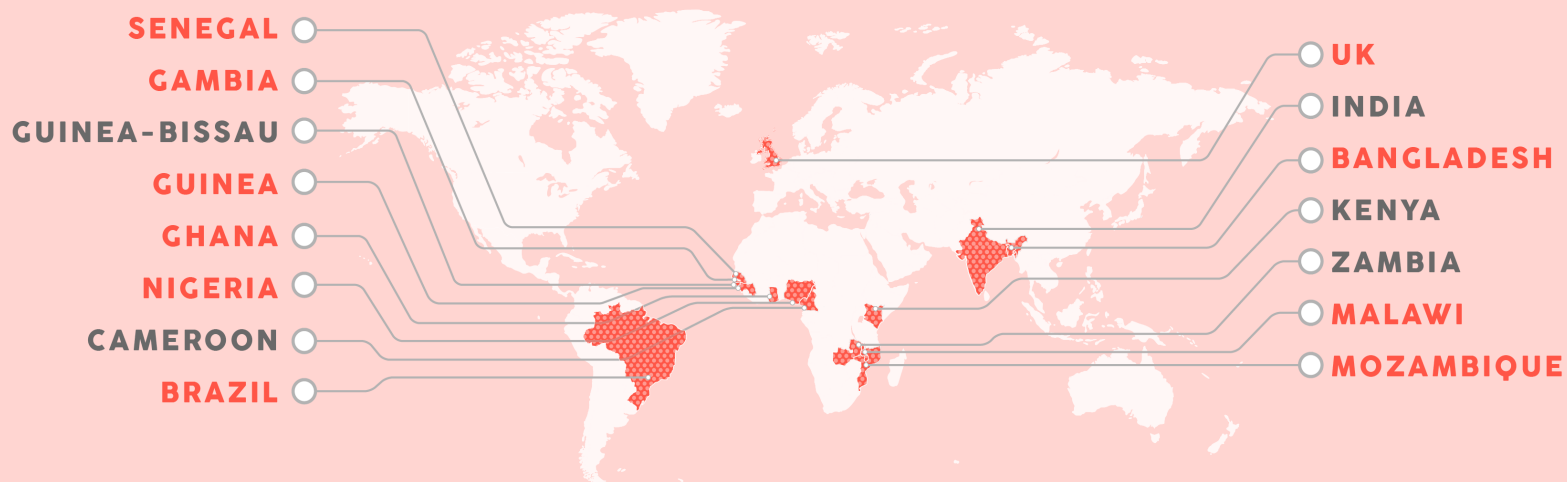 SENEGAL
GAMBIA
GUINEA-BISSAU
GUINEA
GHANA
NIGERIA
CAMEROON
BRAZIL
UK
INDIA
BANGLADESH
KENYA
ZAMBIA
MALAWI
MOZAMBIQUE